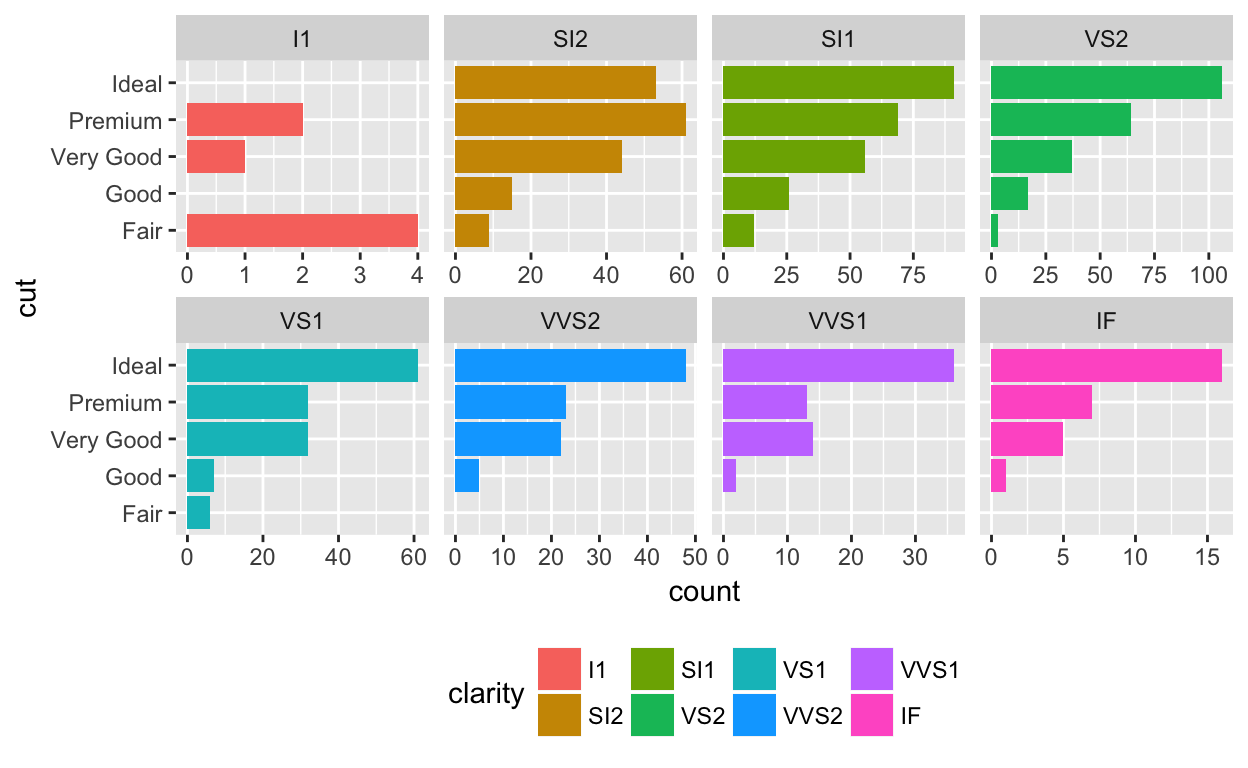 I1 SI2 SI1 VS2
Ideal
Premium
Very Good
Good
Fair
0 1 2 3 4 0 20 40 60 0 25 50 75 0 25 50 75 100
cut
VS1 VVS2 VVS1 IF
Ideal
Premium
Very Good
Good
Fair
0 20 40 60 0 10 20 30 40 50 0 10 20 30 0 5 10 15
count
clarity
I1 SI1 VS1 VVS1
SI2 VS2 VVS2 IF